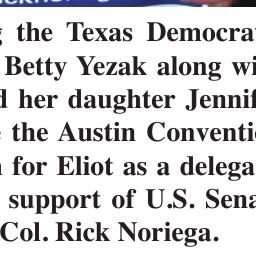 the Texas Democra
Betty Yezak along wi
her daughter Jennif
the Austin Conventi
for Eliot as a delega
support of U.S. Sena
Col. Rick Noriega.